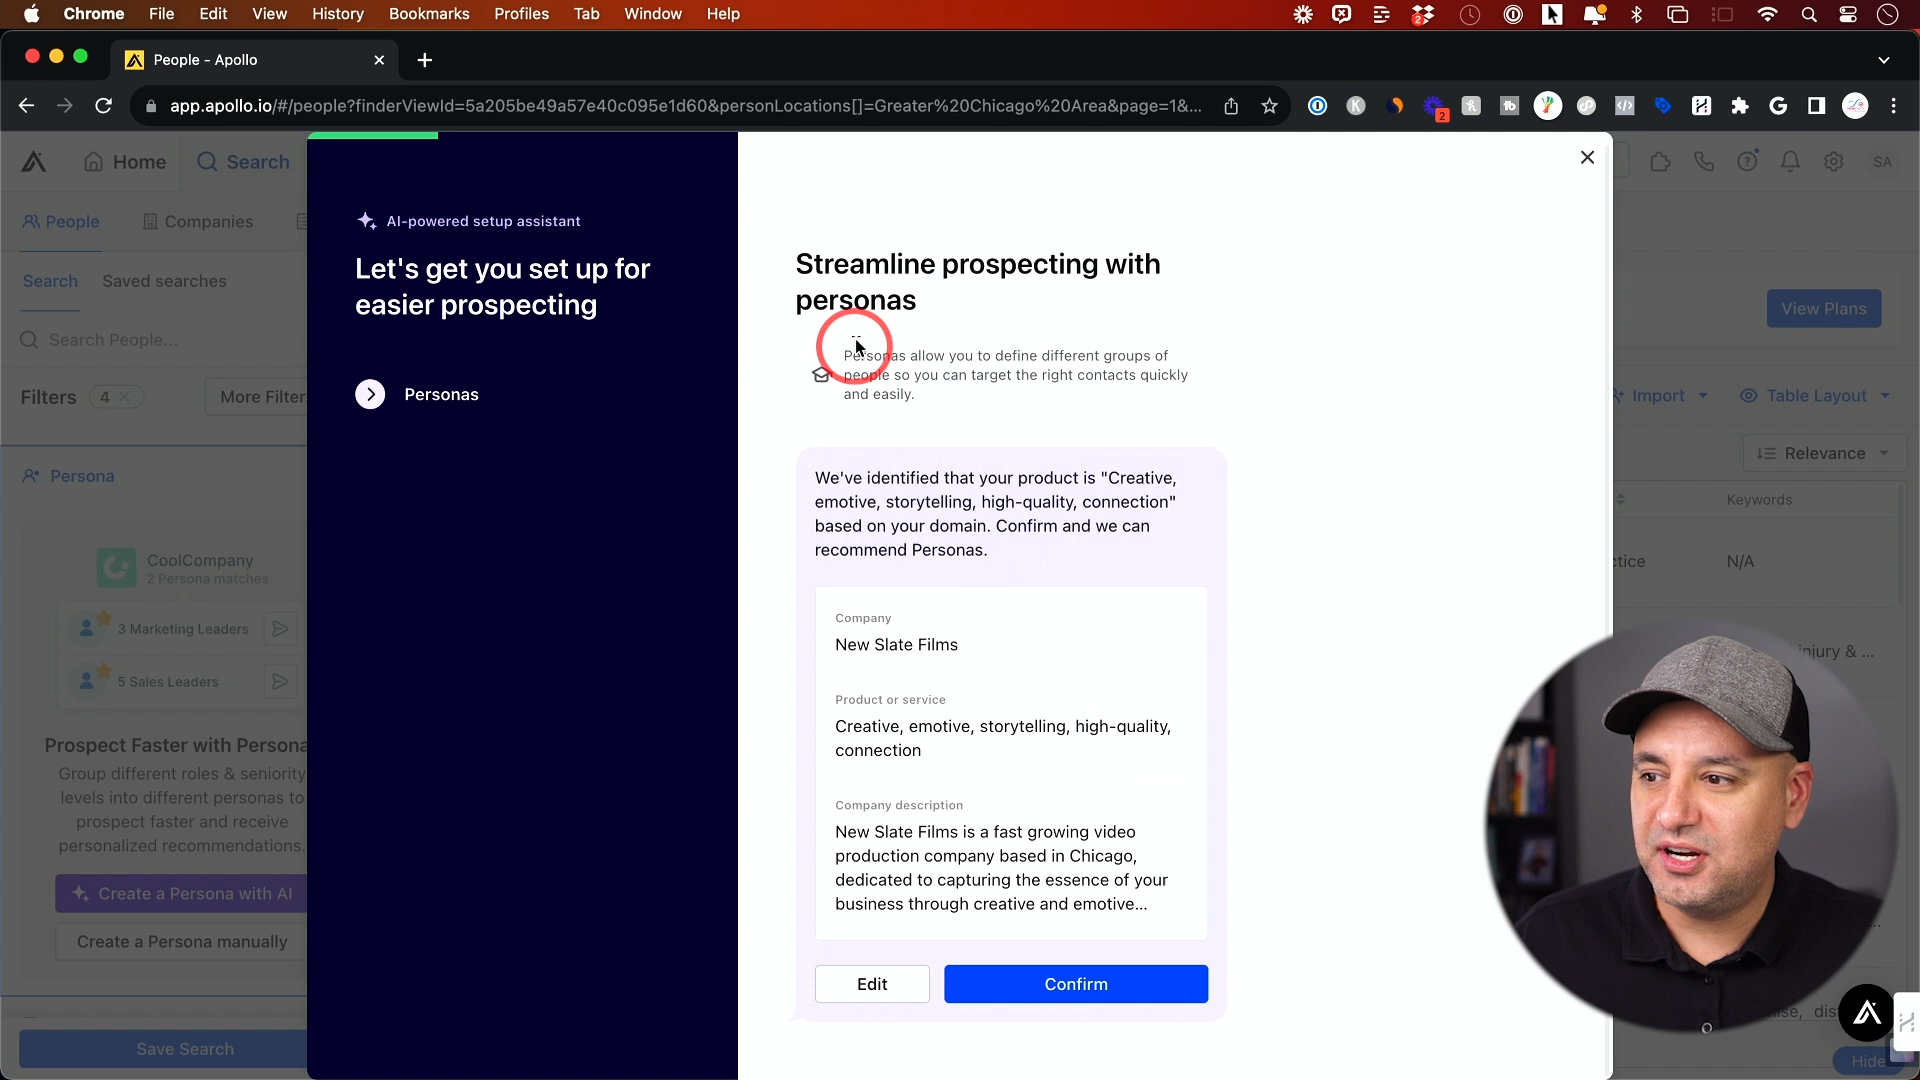 Chrome File Edit View History Bookmarks Profiles Tab Window Help
2
People - Apollo
app.apollo.io/#/people?finderViewId=5a205be49a57e40c095e1d60&personLocations[]=Greater%20Chicago%20Area&page=1&...
2
Home Search
SA
People Companies
Search Saved searches
View Plans
Search People...
Filters 4 More Filter
Import Table Layout
Relevance
Persona
Keywords
CoolCompany
2 Persona matches
ctice N/A
3 Marketing Leaders
5 Sales Leaders
njury & ...
Prospect Faster with Persona
Group different roles & seniority
levels into different personas to
prospect faster and receive
personalized recommendations.
Create a Persona with AI
Create a Persona manually
Save Search
Hide
AI-powered setup assistant
Let's get you set up for
easier prospecting
Personas
Streamline prospecting with
personas
Personas allow you to define different groups of
people so you can target the right contacts quickly
and easily.
We've identified that your product is "Creative,
emotive, storytelling, high-quality, connection"
based on your domain. Confirm and we can
recommend Personas.
Company
New Slate Films
Product or service
Creative, emotive, storytelling, high-quality,
connection
Company description
New Slate Films is a fast growing video
production company based in Chicago,
dedicated to capturing the essence of your
business through creative and emotive...
Edit Confirm